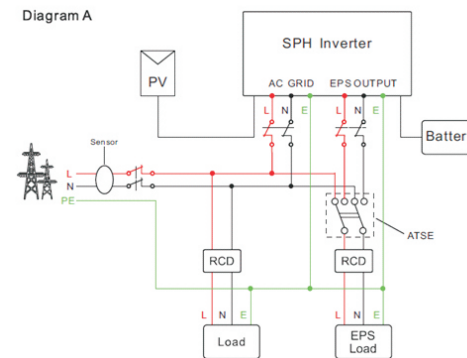 Diagram A
SPH Inverter
PV
AC GRID EPS OUTPUT
L N E L N E
Batter
Sensor
L
N
PE
ATSE
RCD RCD
L N E L N E
Load
EPS
Load